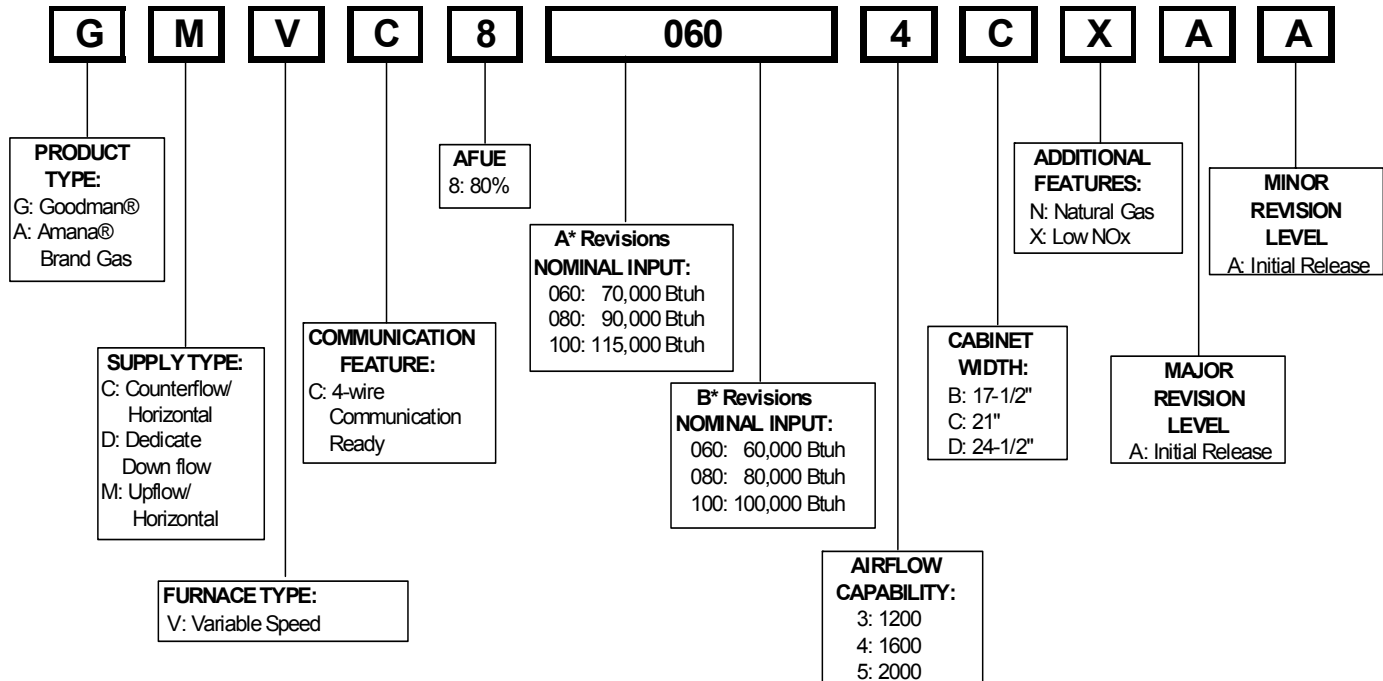 G M V C 8 060 4 C X A A
PRODUCT
TYPE:
G: Goodman®
A: Amana®
Brand Gas
SUPPLY TYPE:
C: Counterflow/
Horizontal
D: Dedicate
Down flow
M: Upflow/
Horizontal
FURNACE TYPE:
V: Variable Speed
COMMUNICATION
FEATURE:
C: 4-wire
Communication
Ready
AFUE
8: 80%
A* Revisions
NOMINAL INPUT:
060: 70,000 Btuh
080: 90,000 Btuh
100: 115,000 Btuh
B* Revisions
NOMINAL INPUT:
060: 60,000 Btuh
080: 80,000 Btuh
100: 100,000 Btuh
AIRFLOW
CAPABILITY:
3: 1200
4: 1600
5: 2000
CABINET
WIDTH:
B: 17-1/2"
C: 21"
D: 24-1/2"
ADDITIONAL
FEATURES:
N: Natural Gas
X: Low NOx
MAJOR
REVISION
LEVEL
A: Initial Release
MINOR
REVISION
LEVEL
A: Initial Release